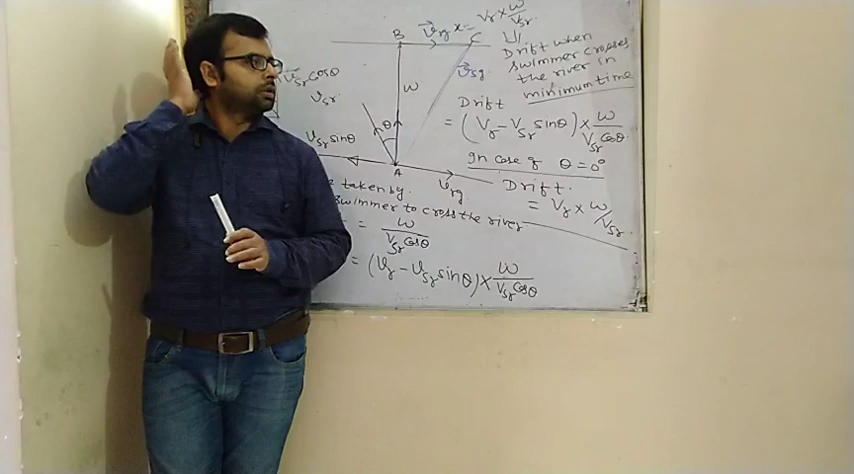 x = Vr × w/Vsr
B
Vrg
C
Drift when
swimmer crosses
the river in
minimum time
Vsr cosθ
Vsr
w
Vsg
θ
Drift
= (Vr - Vsr sinθ) × w/Vsr cosθ
Vsr sinθ
In case of θ = 0°
A
Vrg
Drift.
= Vr × w/Vsr
taken by
swimmer to cross the river
= w/Vsr cosθ
= (Vr - Vsr sinθ) × w/Vsr cosθ